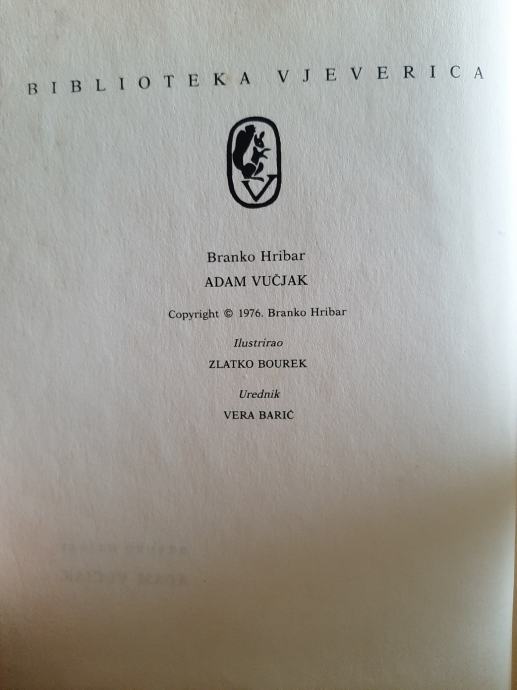 BIBLIOTEKA VJEVERICA
V
Branko Hribar
ADAM VUČJAK
Copyright © 1976. Branko Hribar
Ilustrirao
ZLATKO BOUREK
Urednik
VERA BARIĆ